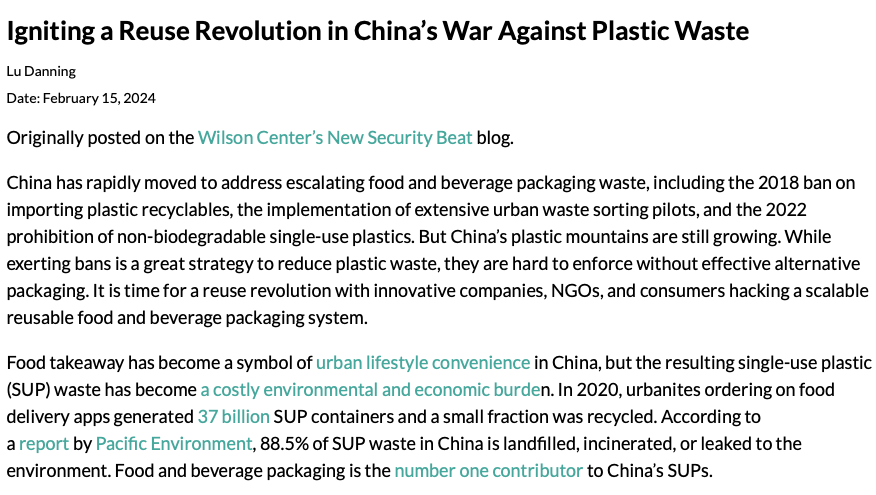 Igniting a Reuse Revolution in China's War Against Plastic Waste
Lu Danning
Date: February 15, 2024
Originally posted on the Wilson Center's New Security Beat blog.
China has rapidly moved to address escalating food and beverage packaging waste, including the 2018 ban on
importing plastic recyclables, the implementation of extensive urban waste sorting pilots, and the 2022
prohibition of non-biodegradable single-use plastics. But China's plastic mountains are still growing. While
exerting bans is a great strategy to reduce plastic waste, they are hard to enforce without effective alternative
packaging. It is time for a reuse revolution with innovative companies, NGOs, and consumers hacking a scalable
reusable food and beverage packaging system.
Food takeaway has become a symbol of urban lifestyle convenience in China, but the resulting single-use plastic
(SUP) waste has become a costly environmental and economic burden. In 2020, urbanites ordering on food
delivery apps generated 37 billion SUP containers and a small fraction was recycled. According to
a report by Pacific Environment, 88.5% of SUP waste in China is landfilled, incinerated, or leaked to the
environment. Food and beverage packaging is the number one contributor to China's SUPs.